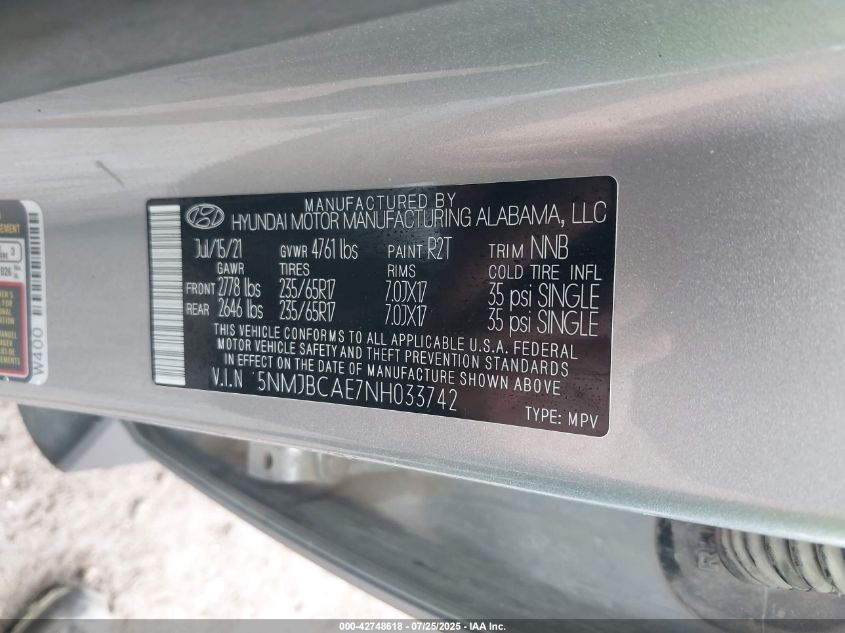 MANUFACTURED BY
HYUNDAI MOTOR MANUFACTURING ALABAMA, LLC
Jul/15/21 GVWR 4761 lbs PAINT R2T TRIM NNB
GAWR TIRES RIMS COLD TIRE INFL
FRONT 2778 lbs 235/65R17 7.0JX17 35 psi SINGLE
REAR 2646 lbs 235/65R17 7.0JX17 35 psi SINGLE
THIS VEHICLE CONFORMS TO ALL APPLICABLE U.S.A. FEDERAL
MOTOR VEHICLE SAFETY AND THEFT PREVENTION STANDARDS
IN EFFECT ON THE DATE OF MANUFACTURE SHOWN ABOVE.
V.I.N 5NMJBCAE7NH033742
TYPE: MPV
W400
000-42748618 - 07/25/2025 - IAA Inc.